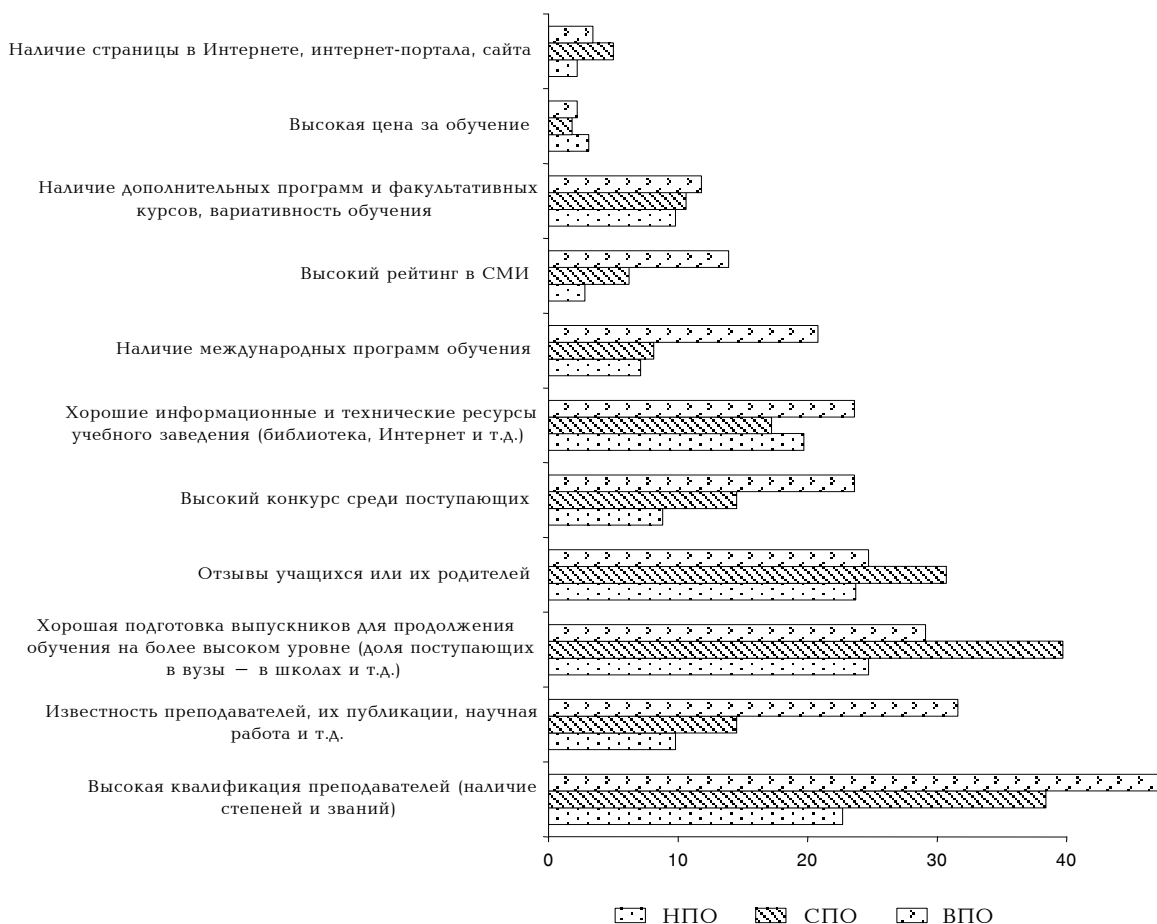 Наличие страницы в Интернете, интернет-портала, сайта
Высокая цена за обучение
Наличие дополнительных программ и факультативных
курсов, вариативность обучения
Высокий рейтинг в СМИ
Наличие международных программ обучения
Хорошие информационные и технические ресурсы
учебного заведения (библиотека, Интернет и т.д.)
Высокий конкурс среди поступающих
Отзывы учащихся или их родителей
Хорошая подготовка выпускников для продолжения
обучения на более высоком уровне (доля поступающих
в вузы — в школах и т.д.)
Известность преподавателей, их публикации, научная
работа и т.д.
Высокая квалификация преподавателей (наличие
степеней и званий)
0 10 20 30 40
НПО СПО ВПО